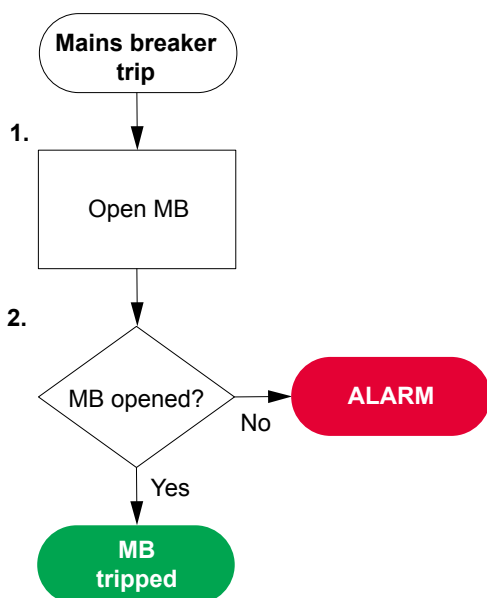 Mains breaker
trip
1.
Open MB
2.
MB opened?
ALARM
No
Yes
MB
tripped